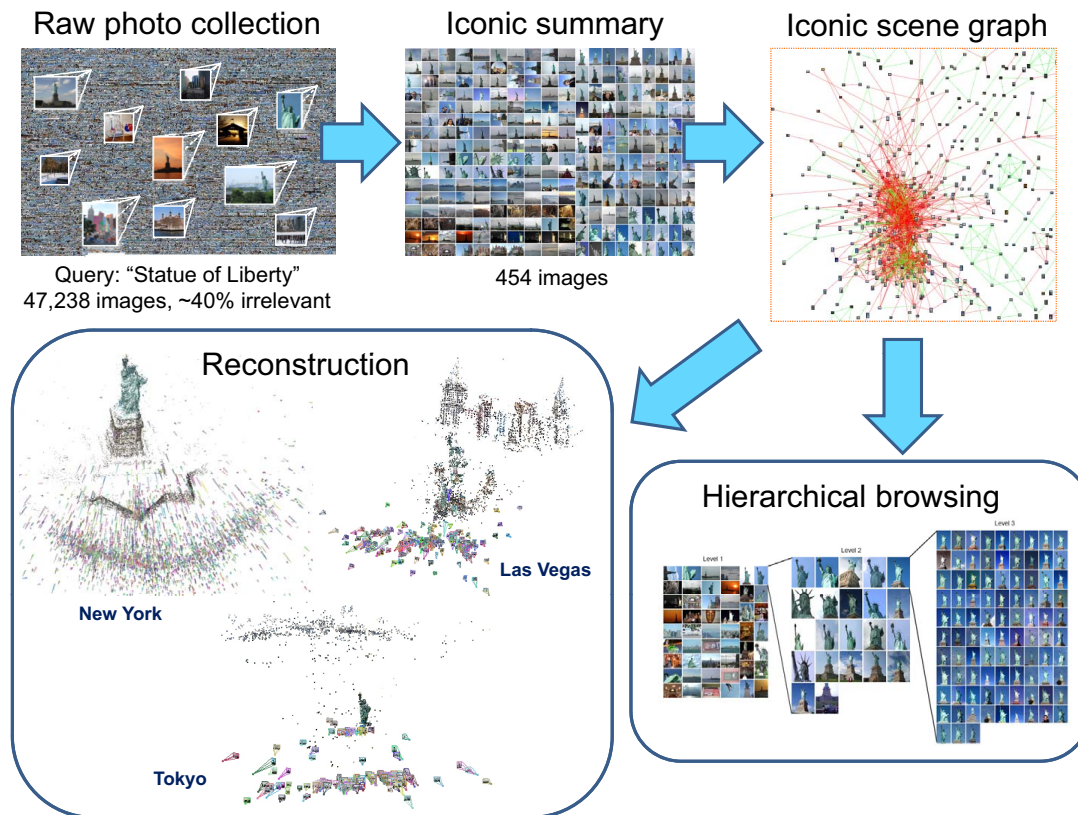 Raw photo collection
Iconic summary
Iconic scene graph
Query: “Statue of Liberty”
47,238 images, ~40% irrelevant
454 images
Reconstruction
New York
Las Vegas
Tokyo
Hierarchical browsing
Level 1
Level 2
Level 3